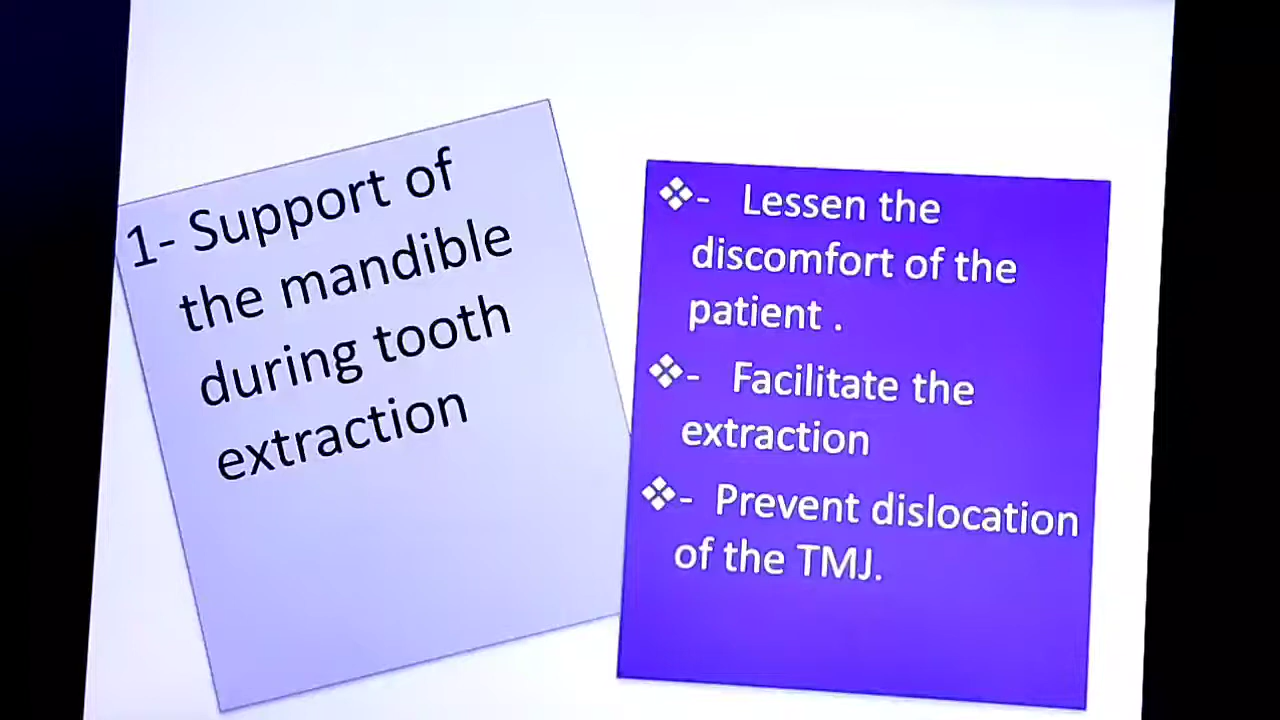 1- Support of
the mandible
during tooth
extraction
❖- Lessen the
discomfort of the
patient .
❖- Facilitate the
extraction
❖- Prevent dislocation
of the TMJ.